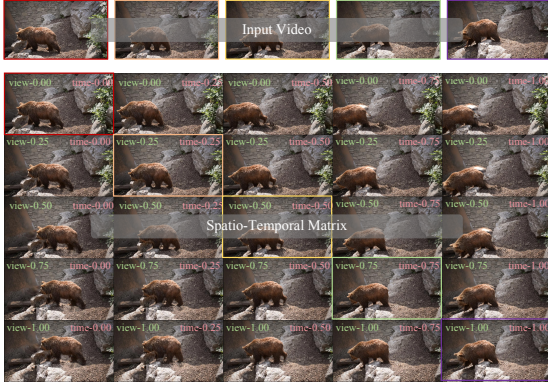 Input Video
view-0.00 time-0.00 view-0.00 time-0.25 view-0.00 time-0.50 view-0.00 time-0.75 view-0.00 time-1.00
view-0.25 time-0.00 view-0.25 time-0.25 view-0.25 time-0.50 view-0.25 time-0.75 view-0.25 time-1.00
view-0.50 time-0.00 view-0.50 time-0.25 view-0.50 time-0.50 view-0.50 time-0.75 view-0.50 time-1.00
Spatio-Temporal Matrix
view-0.75 time-0.00 view-0.75 time-0.25 view-0.75 time-0.50 view-0.75 time-0.75 view-0.75 time-1.00
view-1.00 time-0.00 view-1.00 time-0.25 view-1.00 time-0.50 view-1.00 time-0.75 view-1.00 time-1.00